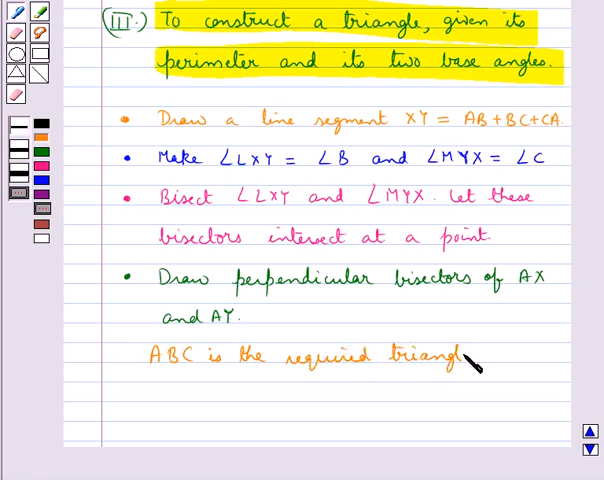 (III.) To construct a triangle, given its
perimeter and its two base angles.
• Draw a line segment XY = AB+BC+CA.
• Make ∠LXY = ∠B and ∠MYX = ∠C
• Bisect ∠LXY and ∠MYX. Let these
bisectors intersect at a point.
• Draw perpendicular bisectors of AX
and AY.
ABC is the required triangl